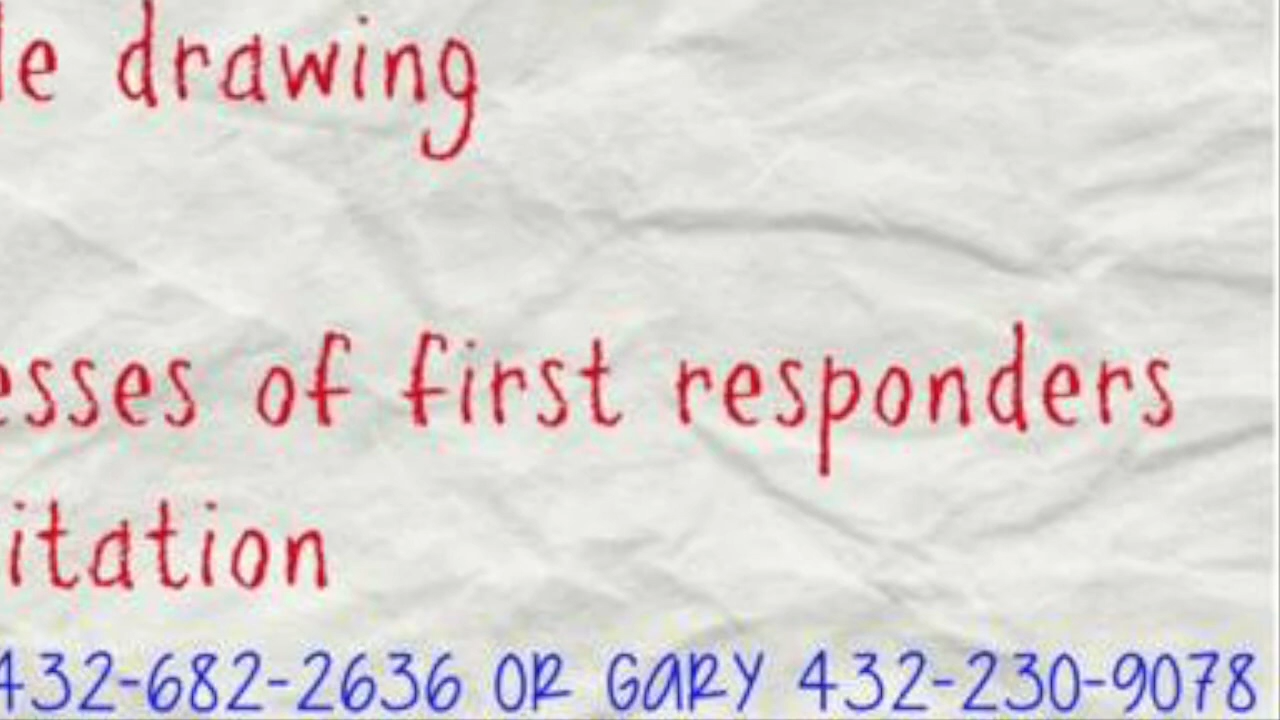 le drawing
esses of first responders
itation
432-682-2636 OR GARY 432-230-9078